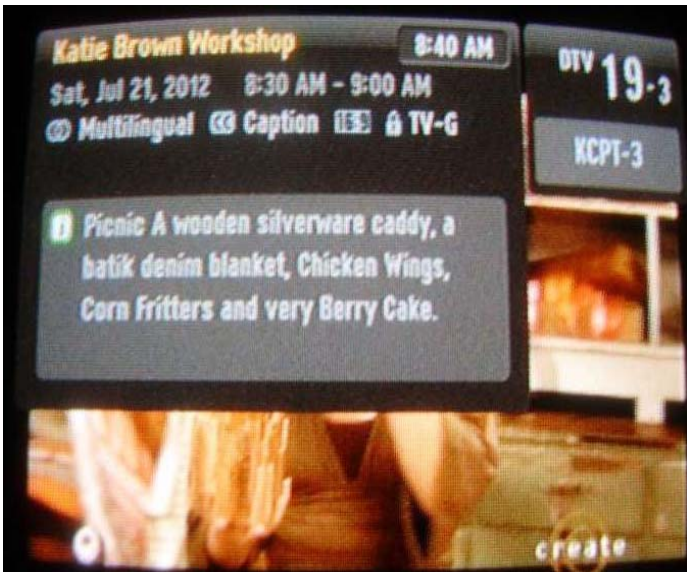 Katie Brown Workshop
8:40 AM
DTV 19-3
Sat, Jul 21, 2012 8:30 AM - 9:00 AM
Multilingual CC Caption 16:9 TV-G
KCPT-3
i Picnic A wooden silverware caddy, a
batik denim blanket, Chicken Wings,
Corn Fritters and very Berry Cake.
create